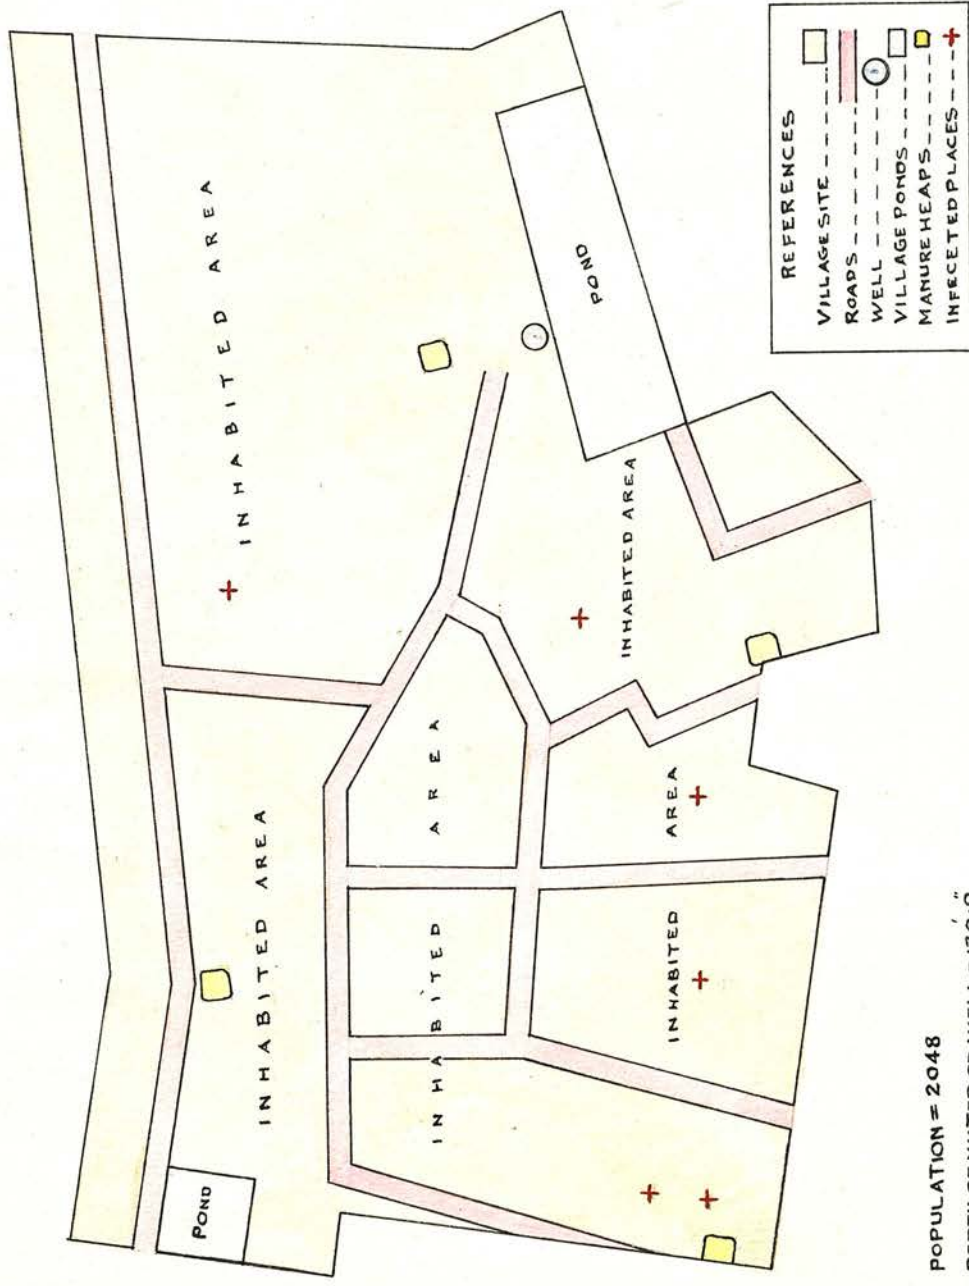 INHABITED AREA
POND
INHABITED AREA
INHABITED AREA
POND
INHABITED AREA
INHABITED AREA
REFERENCES
VILLAGE SITE
ROADS
WELL
VILLAGE PONDS
MANURE HEAPS
INFECETED PLACES
POPULATION = 2048